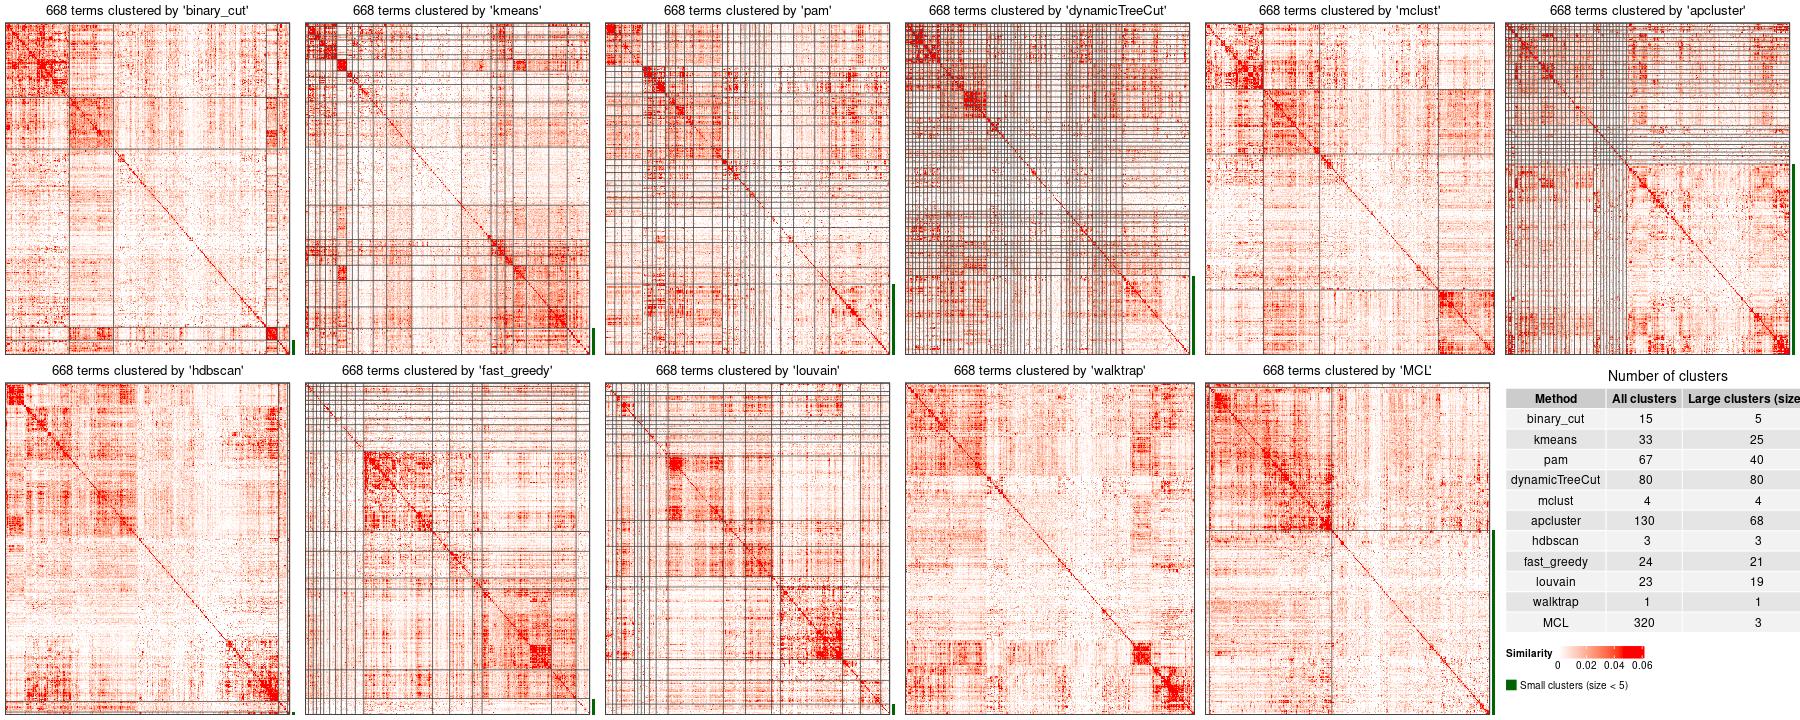 668 terms clustered by 'binary_cut'
668 terms clustered by 'kmeans'
668 terms clustered by 'pam'
668 terms clustered by 'dynamicTreeCut'
668 terms clustered by 'mclust'
668 terms clustered by 'apcluster'
668 terms clustered by 'hdbscan'
668 terms clustered by 'fast_greedy'
668 terms clustered by 'louvain'
668 terms clustered by 'walktrap'
668 terms clustered by 'MCL'
Number of clusters
Method All clusters Large clusters (size
binary_cut 15 5
kmeans 33 25
pam 67 40
dynamicTreeCut 80 80
mclust 4 4
apcluster 130 68
hdbscan 3 3
fast_greedy 24 21
louvain 23 19
walktrap 1 1
MCL 320 3
Similarity
0 0.02 0.04 0.06
Small clusters (size < 5)